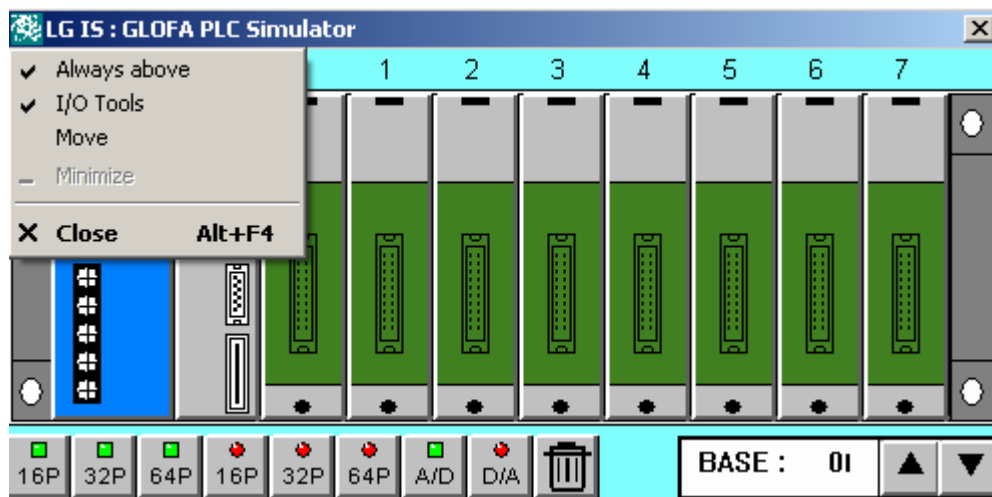 LG IS : GLOFA PLC Simulator
Always above
I/O Tools
Move
Minimize
Close Alt+F4
1 2 3 4 5 6 7
16P 32P 64P 16P 32P 64P A/D D/A
BASE : 0